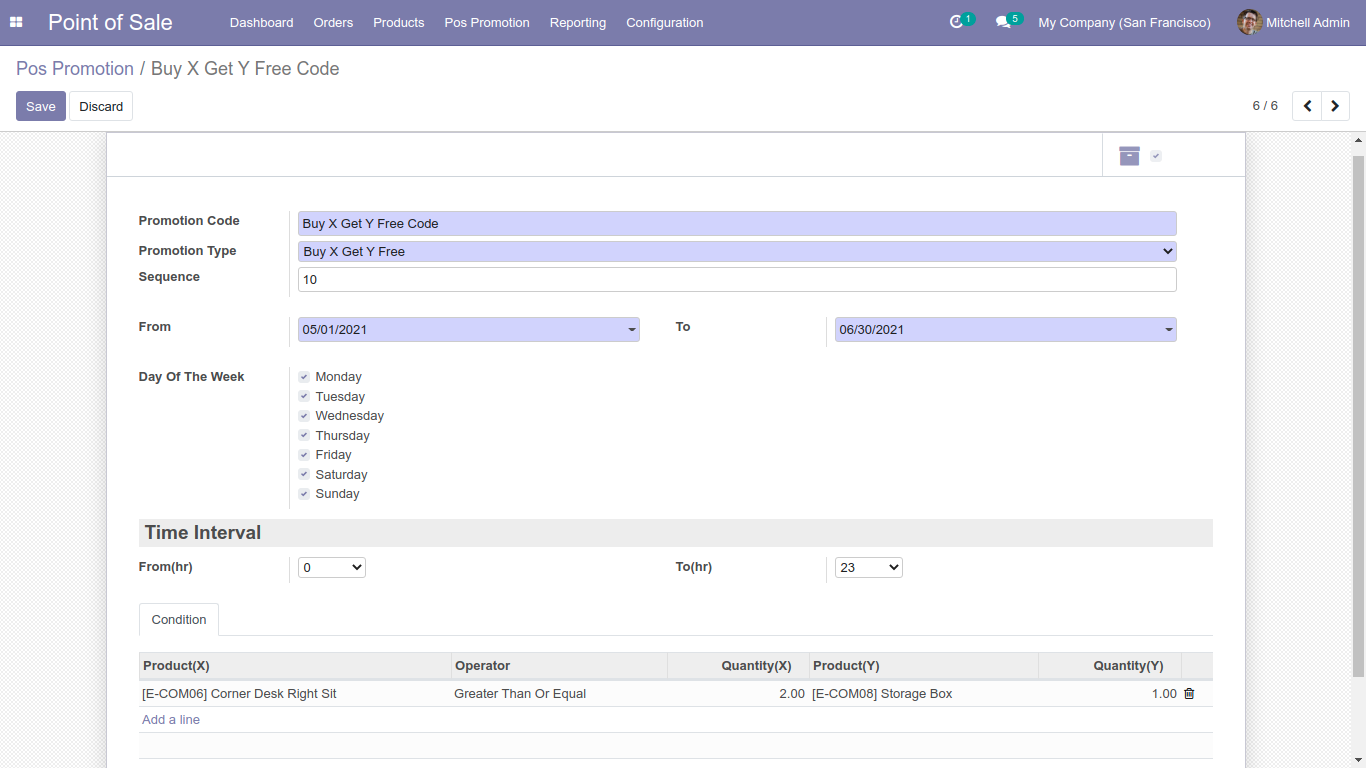 Point of Sale Dashboard Orders Products Pos Promotion Reporting Configuration 1 5 My Company (San Francisco) Mitchell Admin
Pos Promotion / Buy X Get Y Free Code
Save Discard 6 / 6
Promotion Code Buy X Get Y Free Code
Promotion Type Buy X Get Y Free
Sequence 10
From 05/01/2021 To 06/30/2021
Day Of The Week Monday
Tuesday
Wednesday
Thursday
Friday
Saturday
Sunday
Time Interval
From(hr) 0 To(hr) 23
Condition
Product(X) Operator Quantity(X) Product(Y) Quantity(Y)
[E-COM06] Corner Desk Right Sit Greater Than Or Equal 2.00 [E-COM08] Storage Box 1.00
Add a line